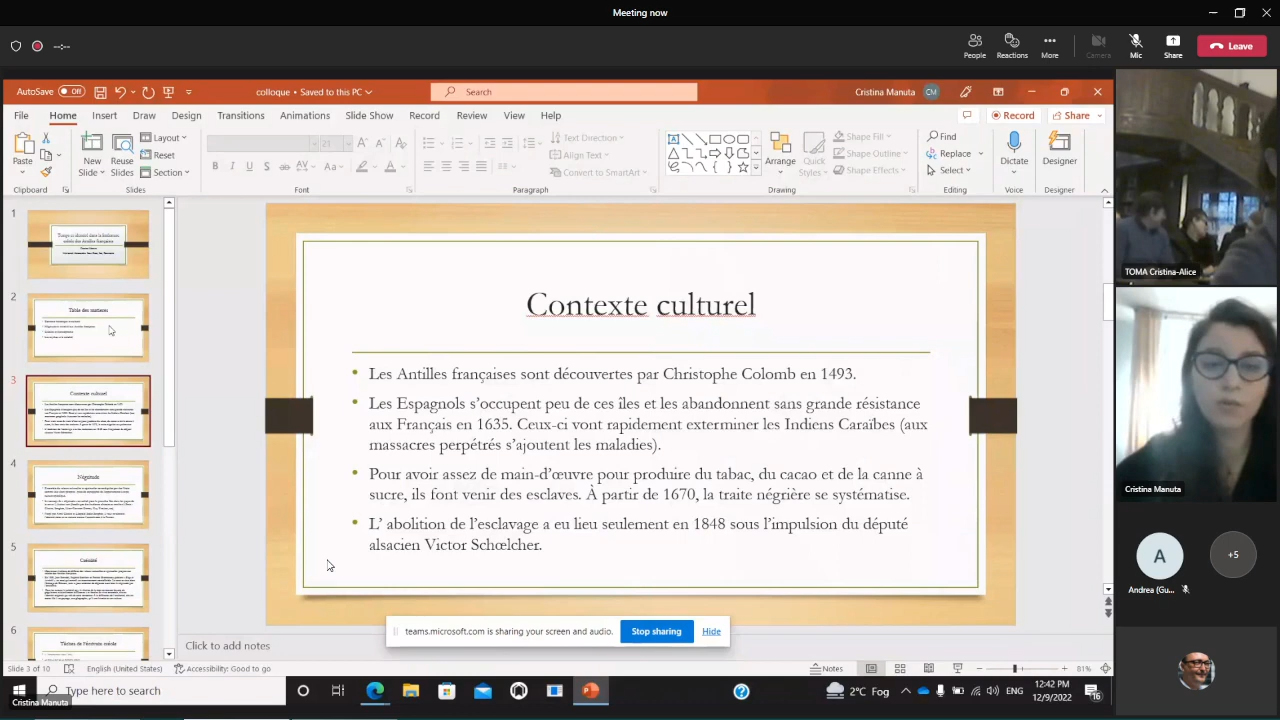 Meeting now
--:--
People
Reactions
More
Camera
Mic
Share
Leave
AutoSave
Off
colloque • Saved to this PC
Search
Cristina Manuta
CM
File
Home
Insert
Draw
Design
Transitions
Animations
Slide Show
Record
Review
View
Help
Record
Share
Paste
New Slide
Reuse Slides
Layout
Reset
Section
Text Direction
Align Text
Convert to SmartArt
Arrange
Quick Styles
Shape Fill
Shape Outline
Shape Effects
Find
Replace
Select
Dictate
Designer
Clipboard
Slides
Font
Paragraph
Drawing
Editing
Voice
Designer
1
2
Table des matières
3
Contexte culturel
4
Négritude
5
Créolité
6
Contexte culturel
• Les Antilles françaises sont découvertes par Christophe Colomb en 1493.
• Les Espagnols s’occupent peu de ces îles et les abandonnent sans grande résistance
aux Français en 1635. Ceux-ci vont rapidement exterminer les Indiens Caraïbes (aux
massacres perpétrés s’ajoutent les maladies).
• Pour avoir assez de main-d’œuvre pour produire du tabac, du cacao et de la canne à
sucre, ils font venir des esclaves. À partir de 1670, la traite négrière se systématise.
• L’ abolition de l’esclavage a eu lieu seulement en 1848 sous l’impulsion du député
alsacien Victor Schœlcher.
teams.microsoft.com is sharing your screen and audio.
Stop sharing
Hide
Click to add notes
Slide 3 of 10
English (United States)
Accessibility: Good to go
Notes
81%
Type here to search
2°C Fog
ENG
12:42 PM
12/9/2022
16
Cristina Manuta
TOMA Cristina-Alice
Cristina Manuta
A
+5
Andrea (Gu...